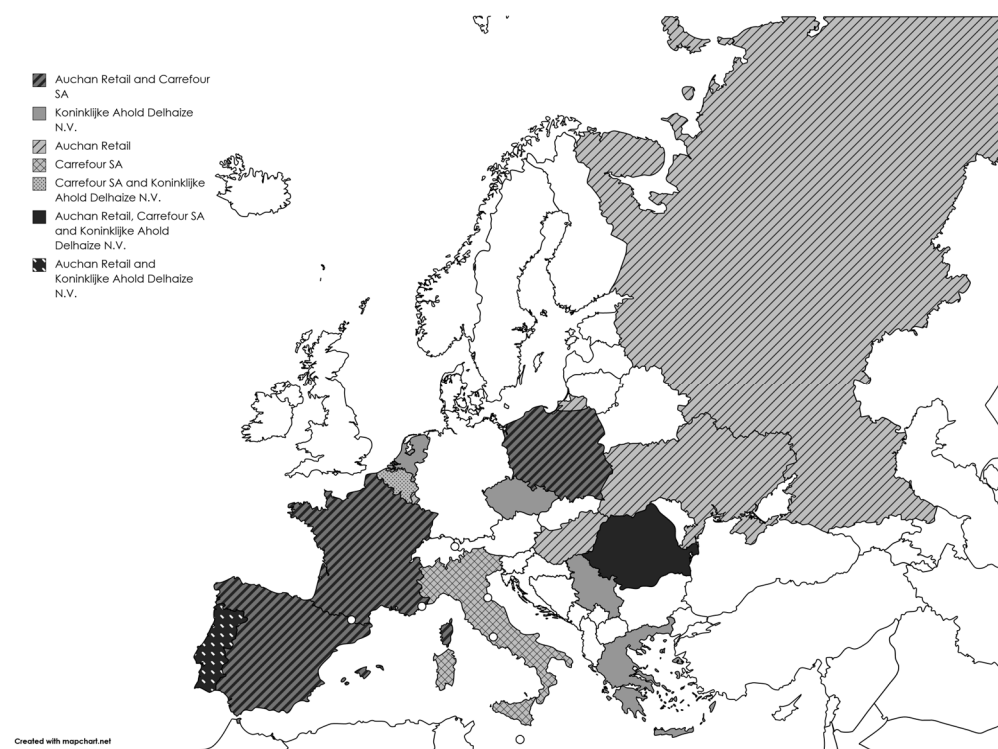 Auchan Retail and Carrefour
SA
Koninklijke Ahold Delhaize
N.V.
Auchan Retail
Carrefour SA
Carrefour SA and Koninklijke
Ahold Delhaize N.V.
Auchan Retail, Carrefour SA
and Koninklijke Ahold
Delhaize N.V.
Auchan Retail and
Koninklijke Ahold Delhaize
N.V.
Created with mapchart.net